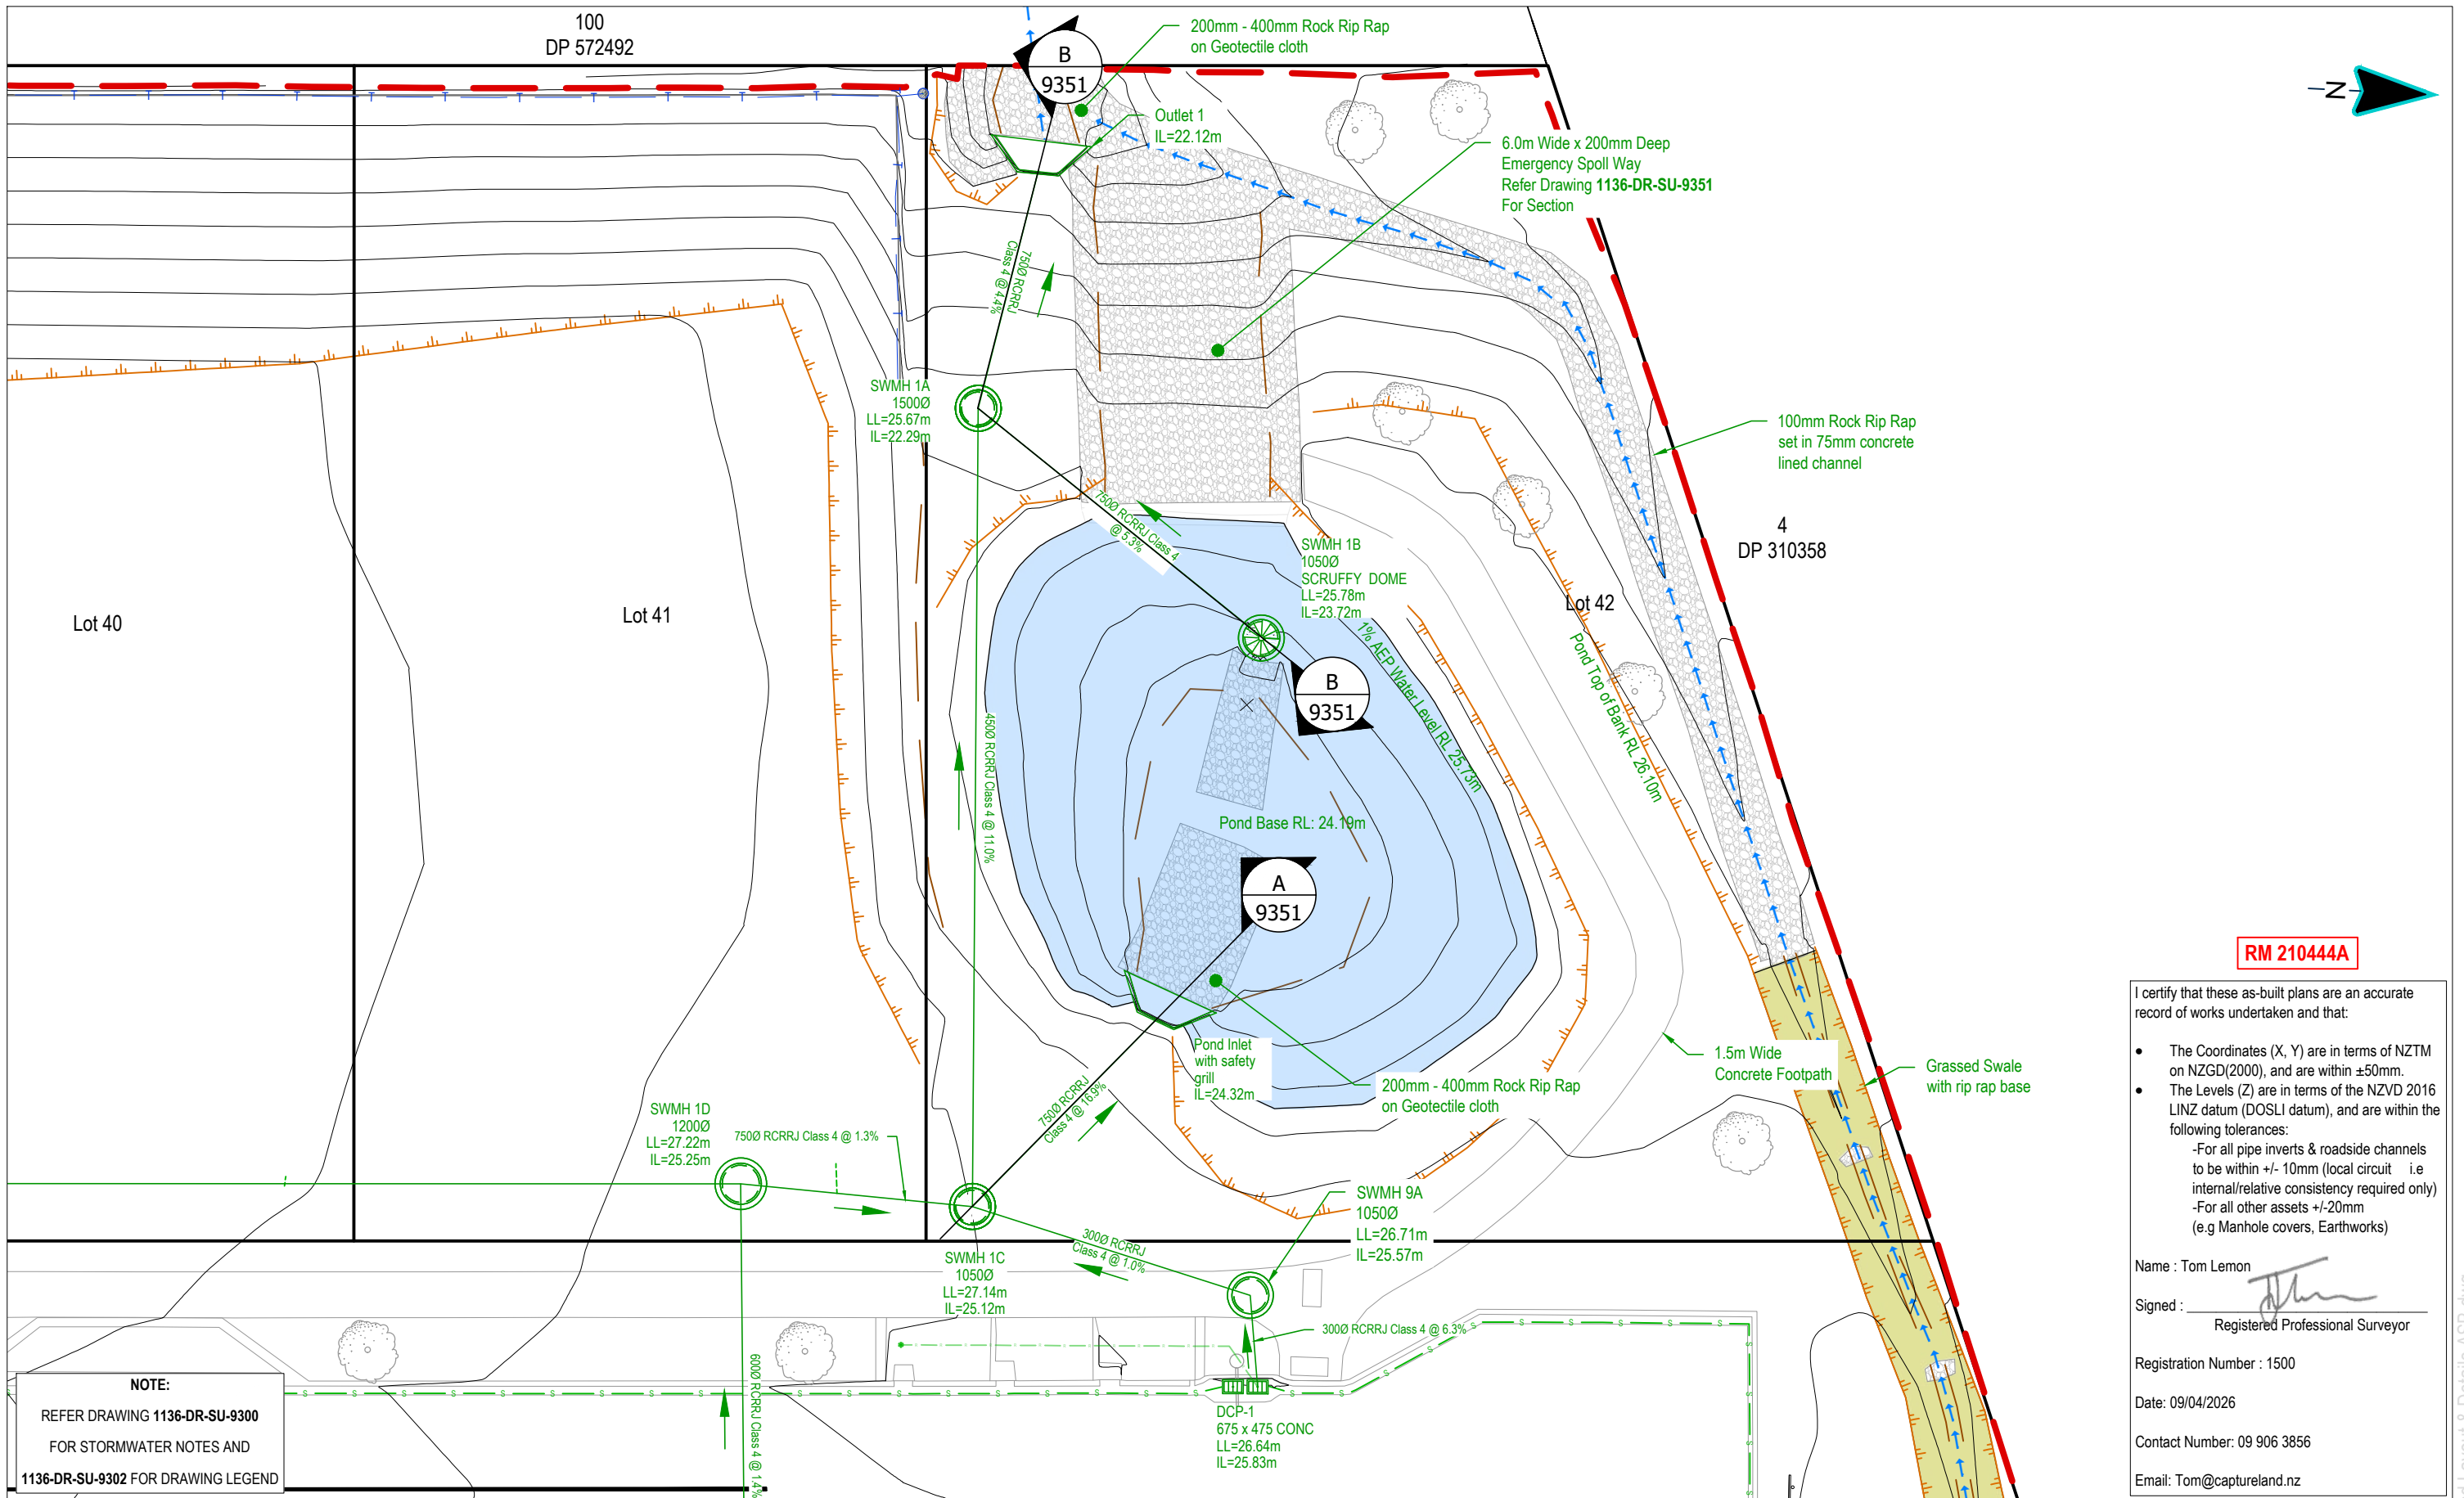 100
DP 572492
B
9351
200mm - 400mm Rock Rip Rap
on Geotectile cloth
N
Outlet 1
IL=22.12m
6.0m Wide x 200mm Deep
Emergency Spoll Way
Refer Drawing 1136-DR-SU-9351
For Section
750Ø RCRRJ
Class 4 @ 4.4%
SWMH 1A
1500Ø
LL=25.67m
IL=22.29m
100mm Rock Rip Rap
set in 75mm concrete
lined channel
750Ø RCRRJ Class 4
@ 5.3%
4
DP 310358
SWMH 1B
1050Ø
SCRUFFY DOME
LL=25.78m
IL=23.72m
Lot 40
Lot 41
Lot 42
1% AEP Water Level RL 25.73m
Pond Top of Bank RL 26.10m
B
9351
450Ø RCRRJ Class 4 @ 11.0%
Pond Base RL: 24.19m
A
9351
Pond Inlet
with safety
grill
IL=24.32m
200mm - 400mm Rock Rip Rap
on Geotectile cloth
1.5m Wide
Concrete Footpath
Grassed Swale
with rip rap base
750Ø RCRRJ
Class 4 @ 16.9%
SWMH 1D
1200Ø
LL=27.22m
IL=25.25m
750Ø RCRRJ Class 4 @ 1.3%
SWMH 9A
1050Ø
LL=26.71m
IL=25.57m
300Ø RCRRJ
Class 4 @ 1.0%
SWMH 1C
1050Ø
LL=27.14m
IL=25.12m
300Ø RCRRJ Class 4 @ 6.3%
600Ø RCRRJ Class 4 @ 1.4%
DCP-1
675 x 475 CONC
LL=26.64m
IL=25.83m
NOTE:
REFER DRAWING 1136-DR-SU-9300
FOR STORMWATER NOTES AND
1136-DR-SU-9302 FOR DRAWING LEGEND
RM 210444A
I certify that these as-built plans are an accurate
record of works undertaken and that:
• The Coordinates (X, Y) are in terms of NZTM
on NZGD(2000), and are within ±50mm.
• The Levels (Z) are in terms of the NZVD 2016
LINZ datum (DOSLI datum), and are within the
following tolerances:
-For all pipe inverts & roadside channels
to be within +/- 10mm (local circuit i.e
internal/relative consistency required only)
-For all other assets +/-20mm
(e.g Manhole covers, Earthworks)
Name : Tom Lemon
Signed :
Registered Professional Surveyor
Registration Number : 1500
Date: 09/04/2026
Contact Number: 09 906 3856
Email: Tom@captureland.nz